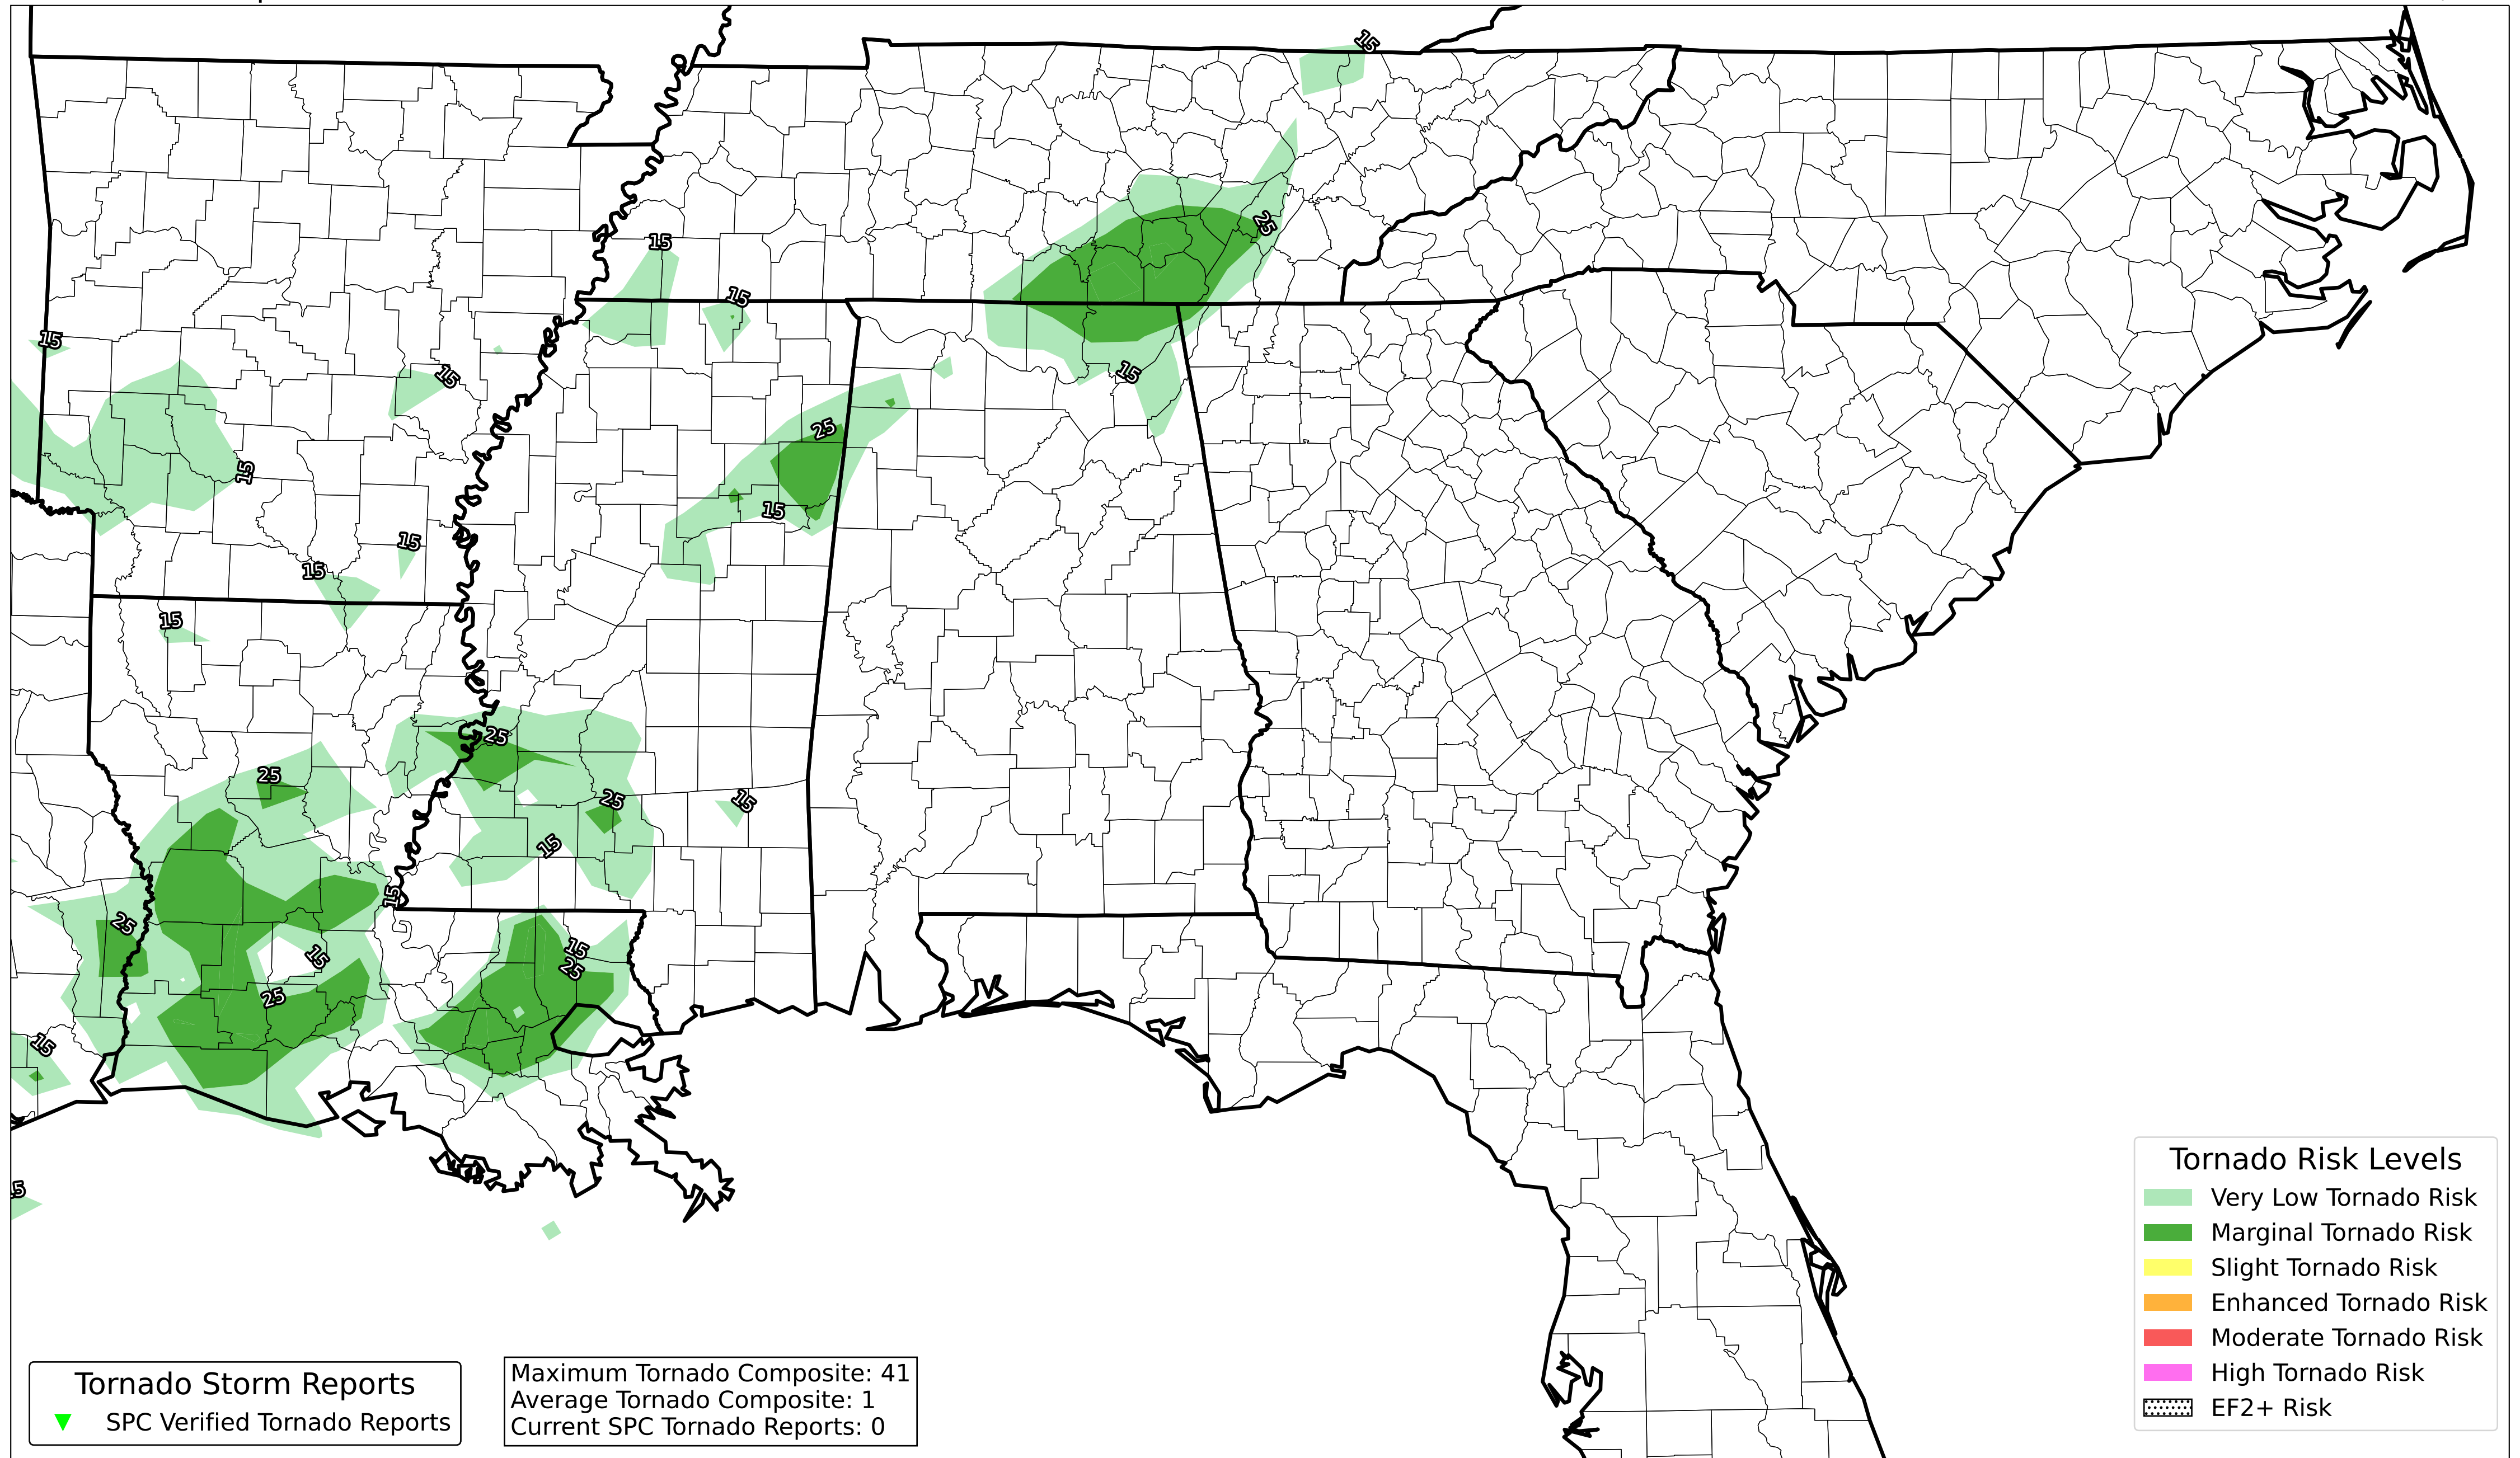 15
15
15
25
15
15
15
25
15
15
15
15
15
25
25
25
15
15
15
25
15
15
25
25
15
15
Tornado Risk Levels
Very Low Tornado Risk
Marginal Tornado Risk
Slight Tornado Risk
Enhanced Tornado Risk
Moderate Tornado Risk
High Tornado Risk
EF2+ Risk
Tornado Storm Reports
SPC Verified Tornado Reports
Maximum Tornado Composite: 41
Average Tornado Composite: 1
Current SPC Tornado Reports: 0